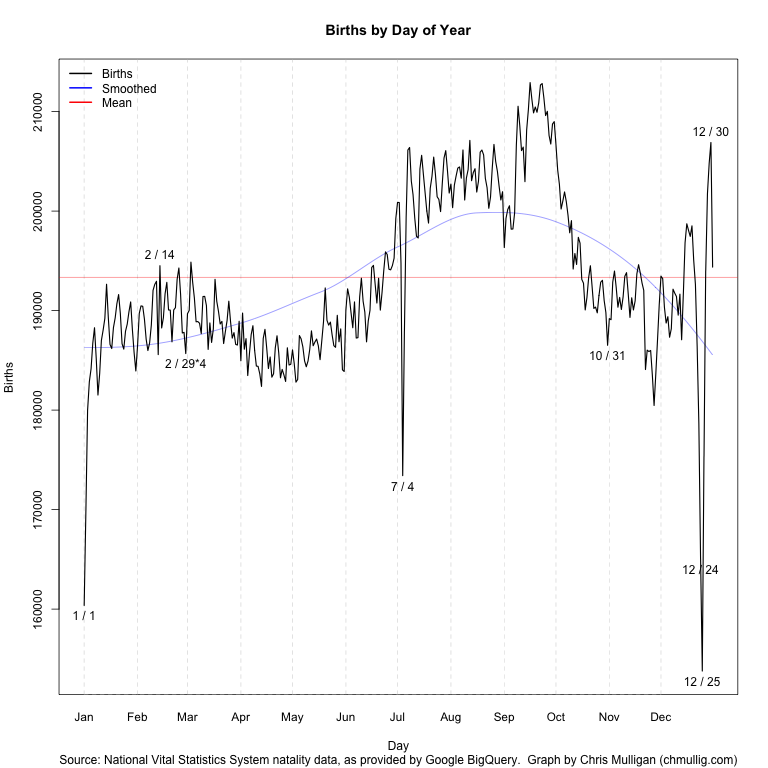 Births by Day of Year
Births
Smoothed
Mean
210000
200000
190000
180000
170000
160000
Births
12 / 30
2 / 14
2 / 29*4
10 / 31
7 / 4
12 / 24
1 / 1
12 / 25
Jan Feb Mar Apr May Jun Jul Aug Sep Oct Nov Dec
Day
Source: National Vital Statistics System natality data, as provided by Google BigQuery.  Graph by Chris Mulligan (chmullig.com)